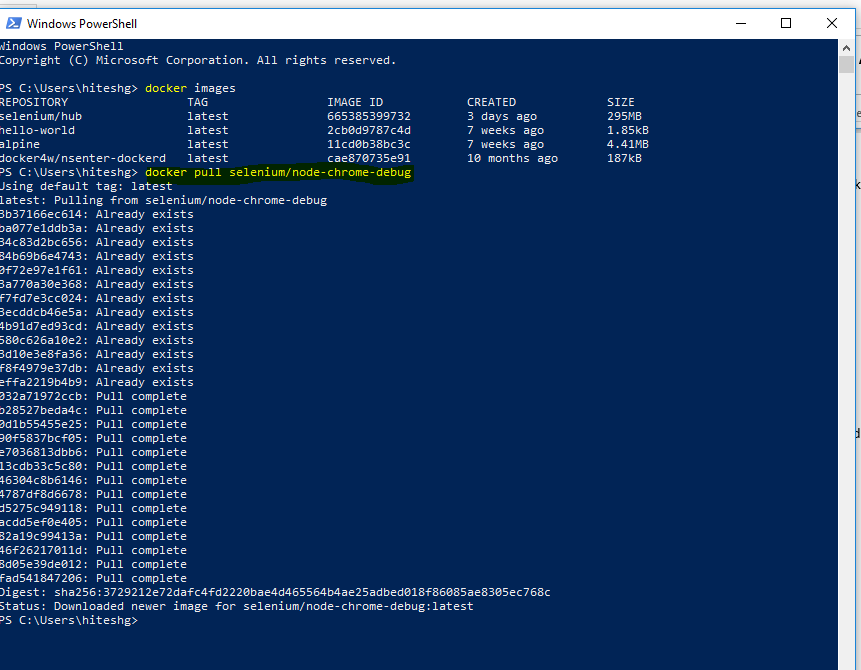 Windows PowerShell
Windows PowerShell
Copyright (C) Microsoft Corporation. All rights reserved.
PS C:\Users\hiteshg> docker images
REPOSITORY TAG IMAGE ID CREATED SIZE
selenium/hub latest 665385399732 3 days ago 295MB
hello-world latest 2cb0d9787c4d 7 weeks ago 1.85kB
alpine latest 11cd0b38bc3c 7 weeks ago 4.41MB
docker4w/nsenter-dockerd latest cae870735e91 10 months ago 187kB
PS C:\Users\hiteshg> docker pull selenium/node-chrome-debug
Using default tag: latest
latest: Pulling from selenium/node-chrome-debug
3b37166ec614: Already exists
ba077e1ddb3a: Already exists
34c83d2bc656: Already exists
84b69b6e4743: Already exists
0f72e97e1f61: Already exists
3a770a30e368: Already exists
f7fd7e3cc024: Already exists
3ecddcb46e5a: Already exists
4b91d7ed93cd: Already exists
580c626a10e2: Already exists
3d10e3e8fa36: Already exists
f8f4979e37db: Already exists
effa2219b4b9: Already exists
032a71972ccb: Pull complete
b28527beda4c: Pull complete
0d1b55455e25: Pull complete
90f5837bcf05: Pull complete
e7036813dbb6: Pull complete
13cdb33c5c80: Pull complete
46304c8b6146: Pull complete
4787df8d6678: Pull complete
d5275c949118: Pull complete
acdd5ef0e405: Pull complete
82a19c99413a: Pull complete
46f26217011d: Pull complete
8d05e39de012: Pull complete
fad541847206: Pull complete
Digest: sha256:3729212e72dafc4fd2220bae4d465564b4ae25adbed018f86085ae8305ec768c
Status: Downloaded newer image for selenium/node-chrome-debug:latest
PS C:\Users\hiteshg>